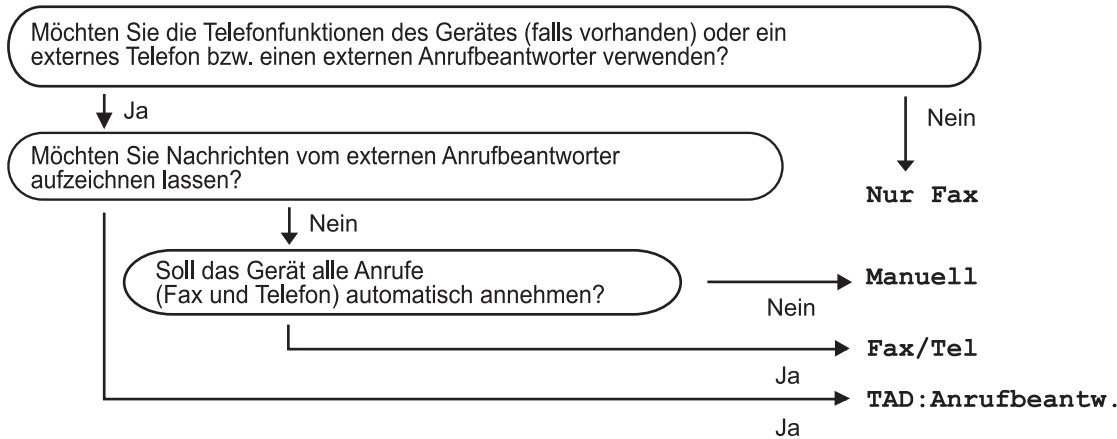 Möchten Sie die Telefonfunktionen des Gerätes (falls vorhanden) oder ein
externes Telefon bzw. einen externen Anrufbeantworter verwenden?
Ja
Nein
Möchten Sie Nachrichten vom externen Anrufbeantworter
aufzeichnen lassen?
Nur Fax
Nein
Soll das Gerät alle Anrufe
(Fax und Telefon) automatisch annehmen?
Nein
Manuell
Ja
Fax/Tel
Ja
TAD:Anrufbeantw.